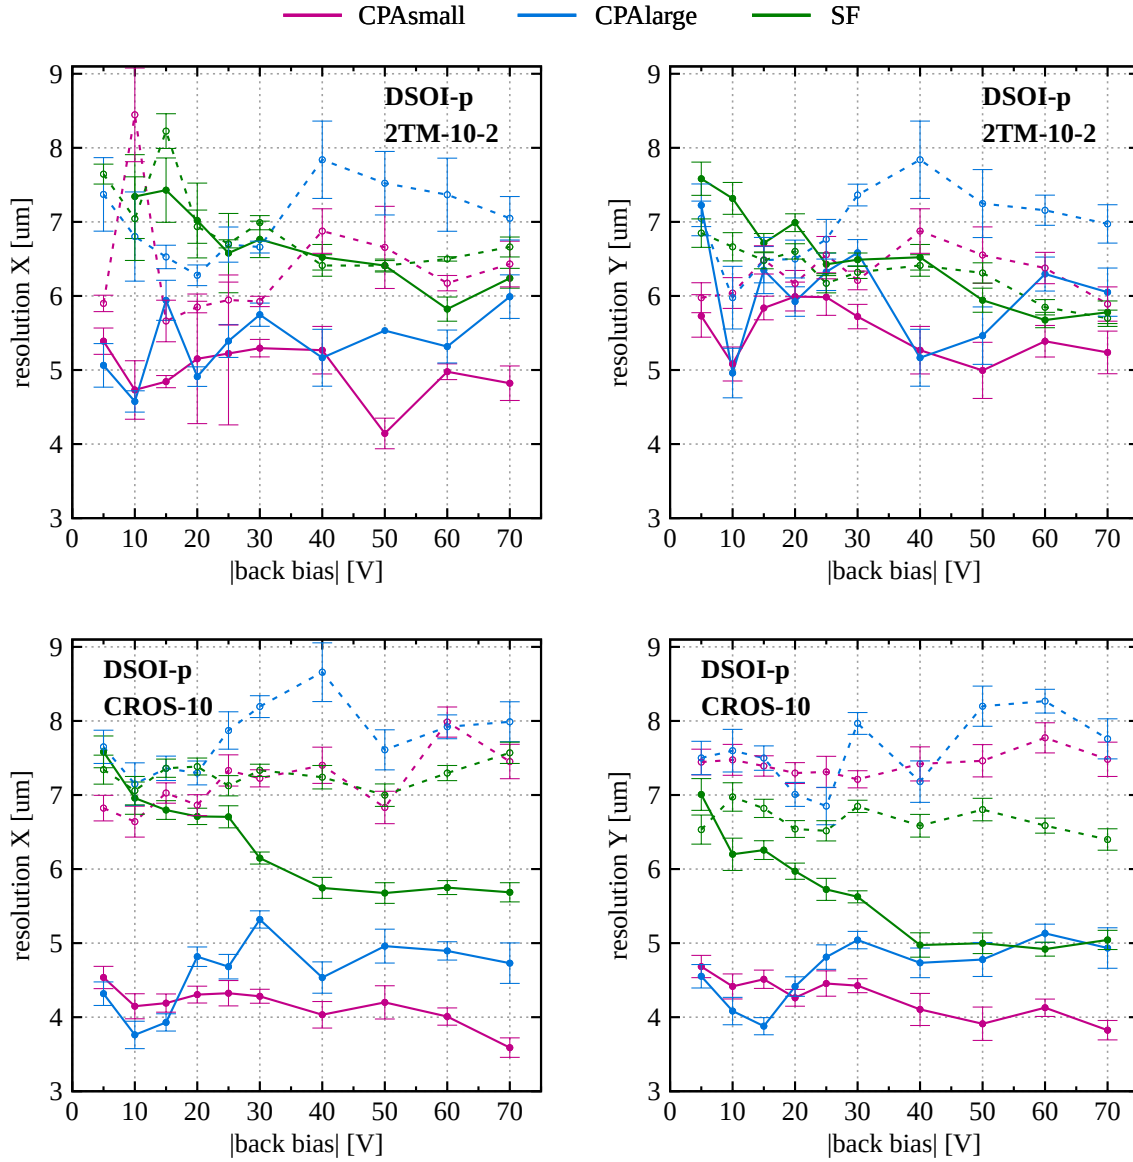 CPAsmall CPAlarge SF
DSOI-p
2TM-10-2
9
8
7
6
5
4
3
resolution X [um]
0 10 20 30 40 50 60 70
|back bias| [V]
DSOI-p
2TM-10-2
9
8
7
6
5
4
3
resolution Y [um]
0 10 20 30 40 50 60 70
|back bias| [V]
DSOI-p
CROS-10
9
8
7
6
5
4
3
resolution X [um]
0 10 20 30 40 50 60 70
|back bias| [V]
DSOI-p
CROS-10
9
8
7
6
5
4
3
resolution Y [um]
0 10 20 30 40 50 60 70
|back bias| [V]